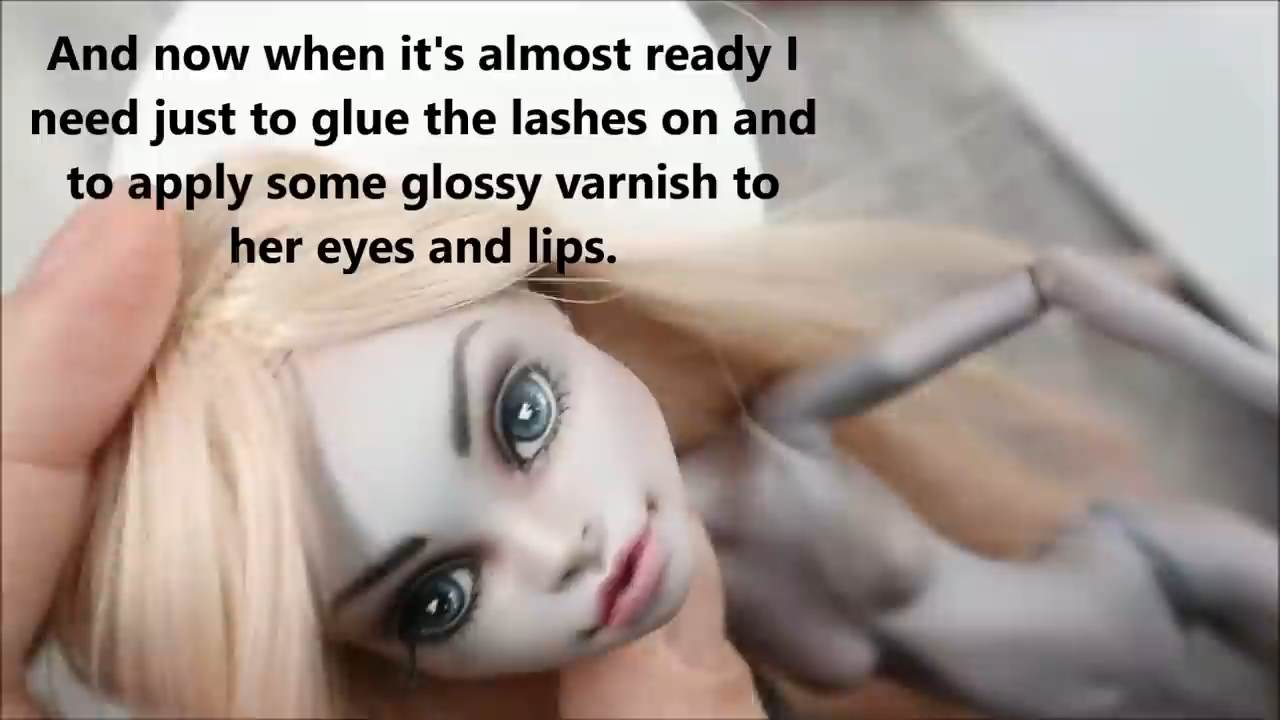 And now when it's almost ready I
need just to glue the lashes on and
to apply some glossy varnish to
her eyes and lips.